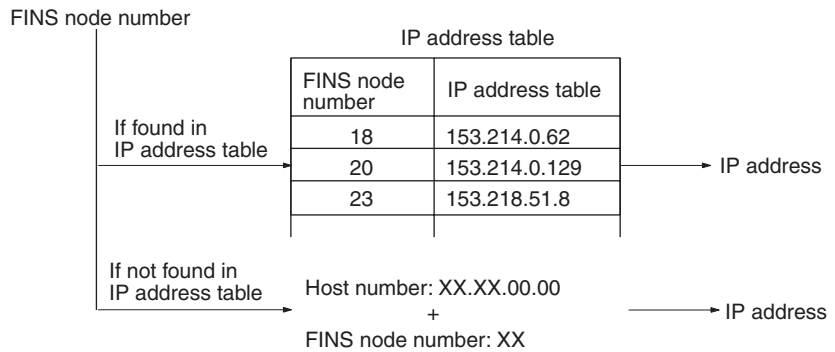 FINS node number
IP address table
FINS node
number
IP address table
If found in
IP address table
18
153.214.0.62
20
153.214.0.129
23
153.218.51.8
IP address
If not found in
IP address table
Host number: XX.XX.00.00
+
FINS node number: XX
IP address